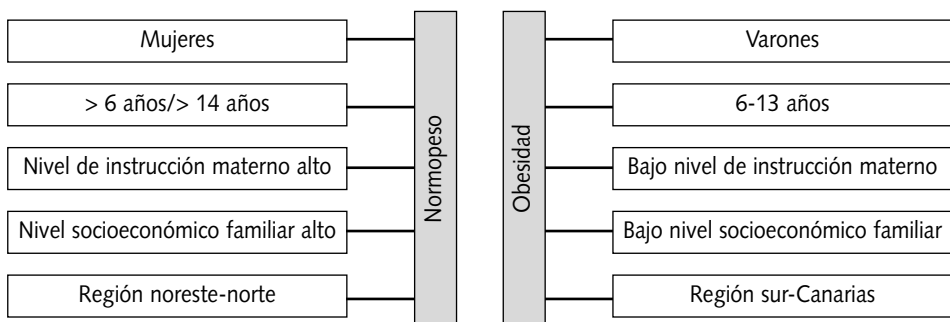 Mujeres
> 6 años/> 14 años
Nivel de instrucción materno alto
Nivel socioeconómico familiar alto
Región noreste-norte
Normopeso
Obesidad
Varones
6-13 años
Bajo nivel de instrucción materno
Bajo nivel socioeconómico familiar
Región sur-Canarias